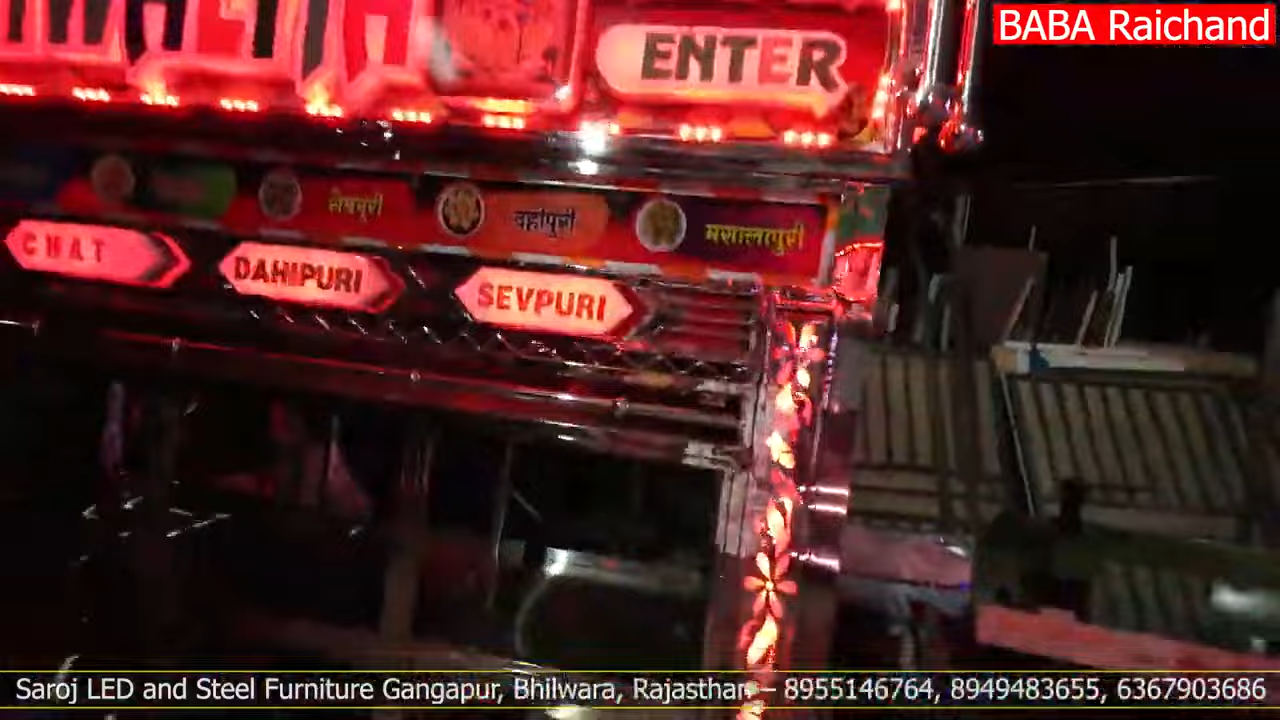 BABA Raichand
ENTER
सेवपुरी
दहीपुरी
मसालापुरी
CHAT
DAHIPURI
SEVPURI
Saroj LED and Steel Furniture Gangapur, Bhilwara, Rajasthan – 8955146764, 8949483655, 6367903686